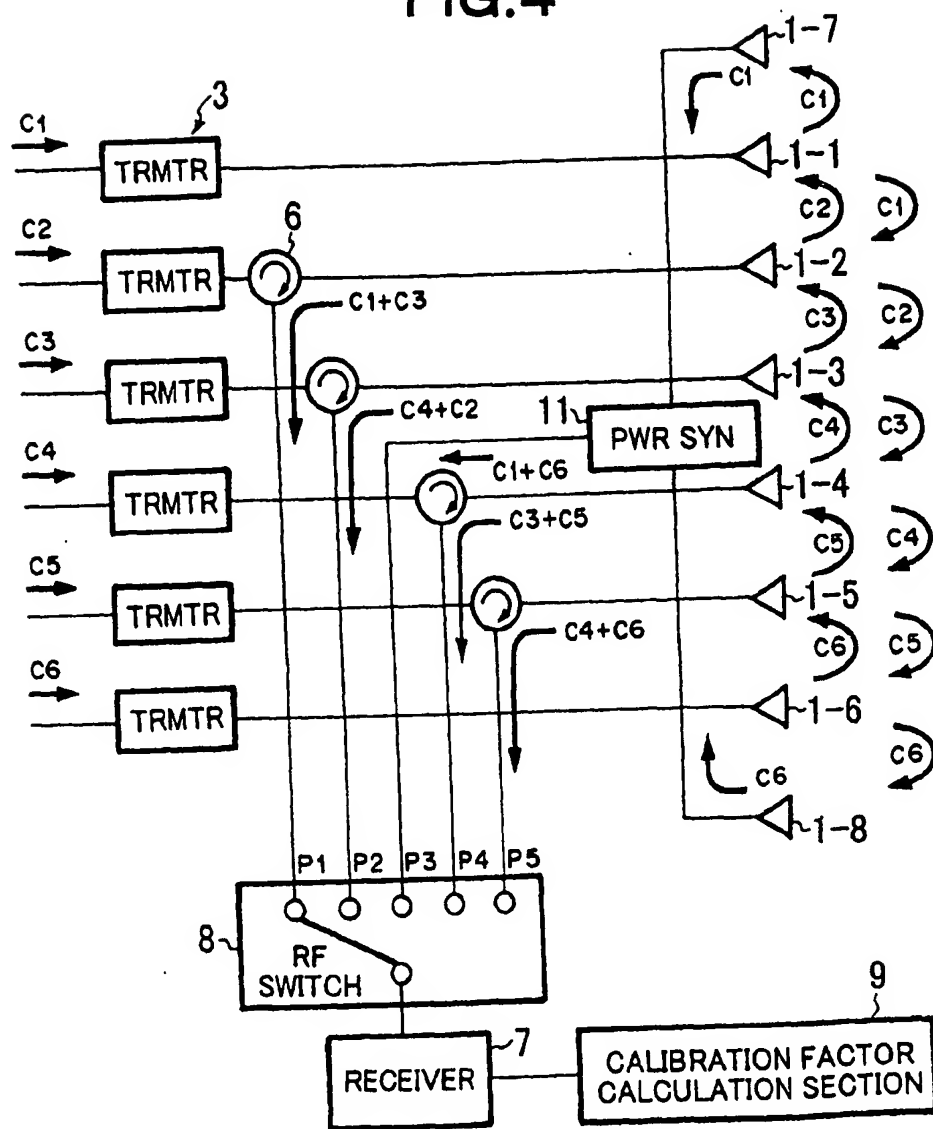 FIG.4
1-7
C1
C1
3
C1
TRMTR
1-1
C2
C1
C2
6
TRMTR
1-2
C1+C3
C3
C2
C3
TRMTR
1-3
C4+C2
11
PWR SYN
C4
C3
C4
C1+C6
TRMTR
1-4
C3+C5
C5
C4
C5
TRMTR
1-5
C4+C6
C6
C5
C6
TRMTR
1-6
C6
C6
1-8
P1 P2 P3 P4 P5
8
RF
SWITCH
7
9
RECEIVER
CALIBRATION FACTOR
CALCULATION SECTION